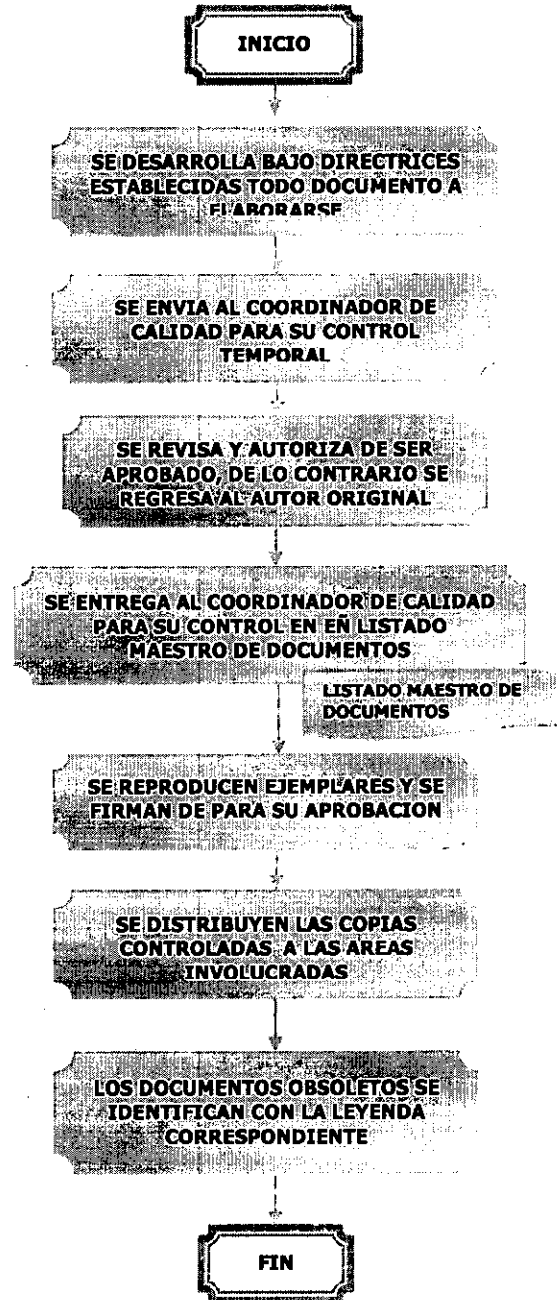 INICIO
SE DESARROLLA BAJO DIRECTRICES
ESTABLECIDAS TODO DOCUMENTO A
ELABORARSE
SE ENVIA AL COORDINADOR DE
CALIDAD PARA SU CONTROL
TEMPORAL
SE REVISA Y AUTORIZA DE SER
APROBADO, DE LO CONTRARIO SE
REGRESA AL AUTOR ORIGINAL
SE ENTREGA AL COORDINADOR DE CALIDAD
PARA SU CONTROL EN EN LISTADO
MAESTRO DE DOCUMENTOS
LISTADO MAESTRO DE
DOCUMENTOS
SE REPRODUCEN EJEMPLARES Y SE
FIRMAN DE PARA SU APROBACION
SE DISTRIBUYEN LAS COPIAS
CONTROLADAS A LAS AREAS
INVOLUCRADAS
LOS DOCUMENTOS OBSOLETOS SE
IDENTIFICAN CON LA LEYENDA
CORRESPONDIENTE
FIN